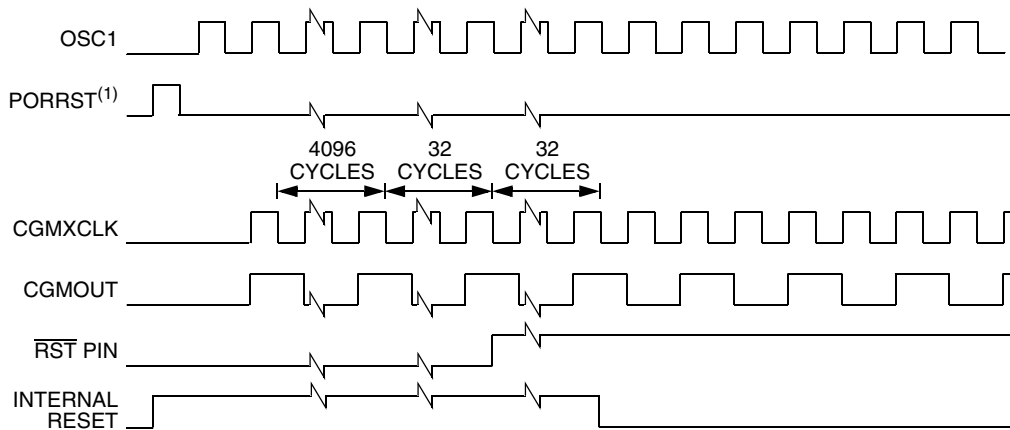 OSC1
PORRST(1)
4096
CYCLES
32
CYCLES
32
CYCLES
CGMXCLK
CGMOUT
RST PIN
INTERNAL
RESET